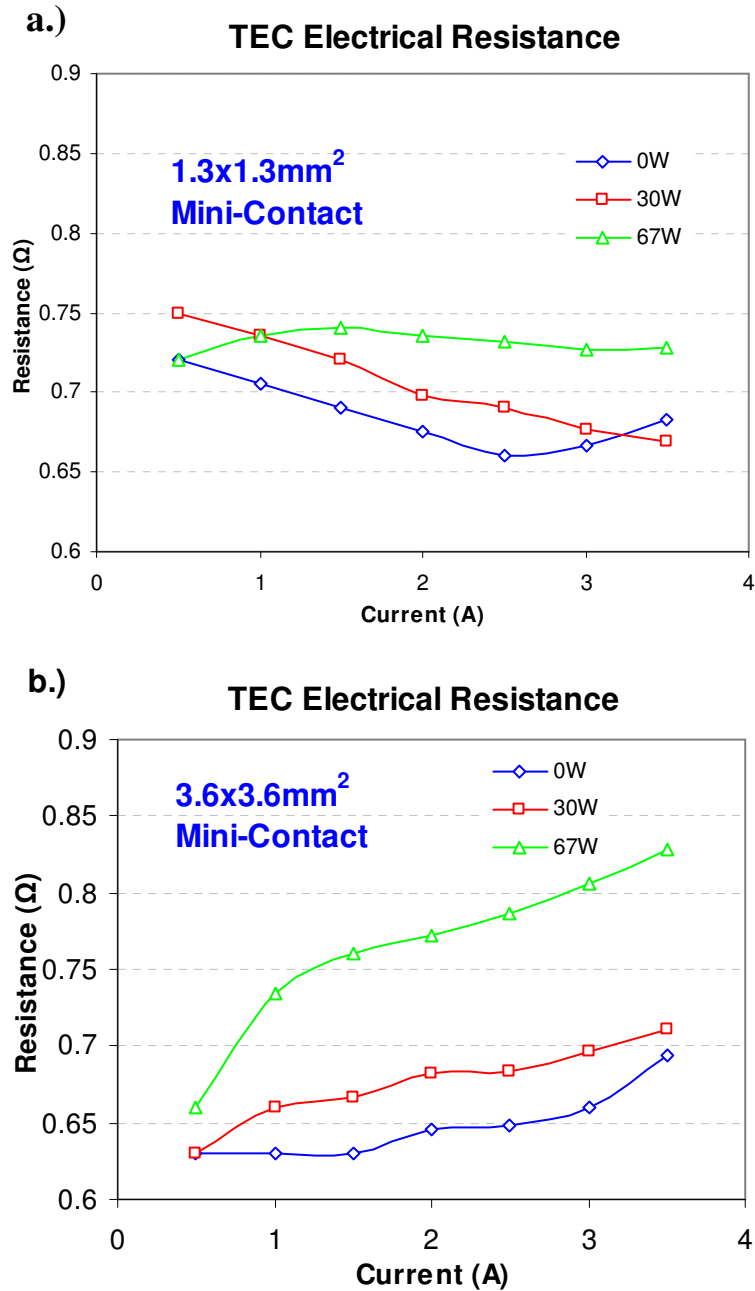 a.)
TEC Electrical Resistance
0.9
0.85
0.8
0.75
0.7
0.65
0.6
Resistance (Ω)
1.3x1.3mm²
Mini-Contact
0W
30W
67W
0 1 2 3 4
Current (A)
b.)
TEC Electrical Resistance
0.9
0.85
0.8
0.75
0.7
0.65
0.6
Resistance (Ω)
3.6x3.6mm²
Mini-Contact
0W
30W
67W
0 1 2 3 4
Current (A)